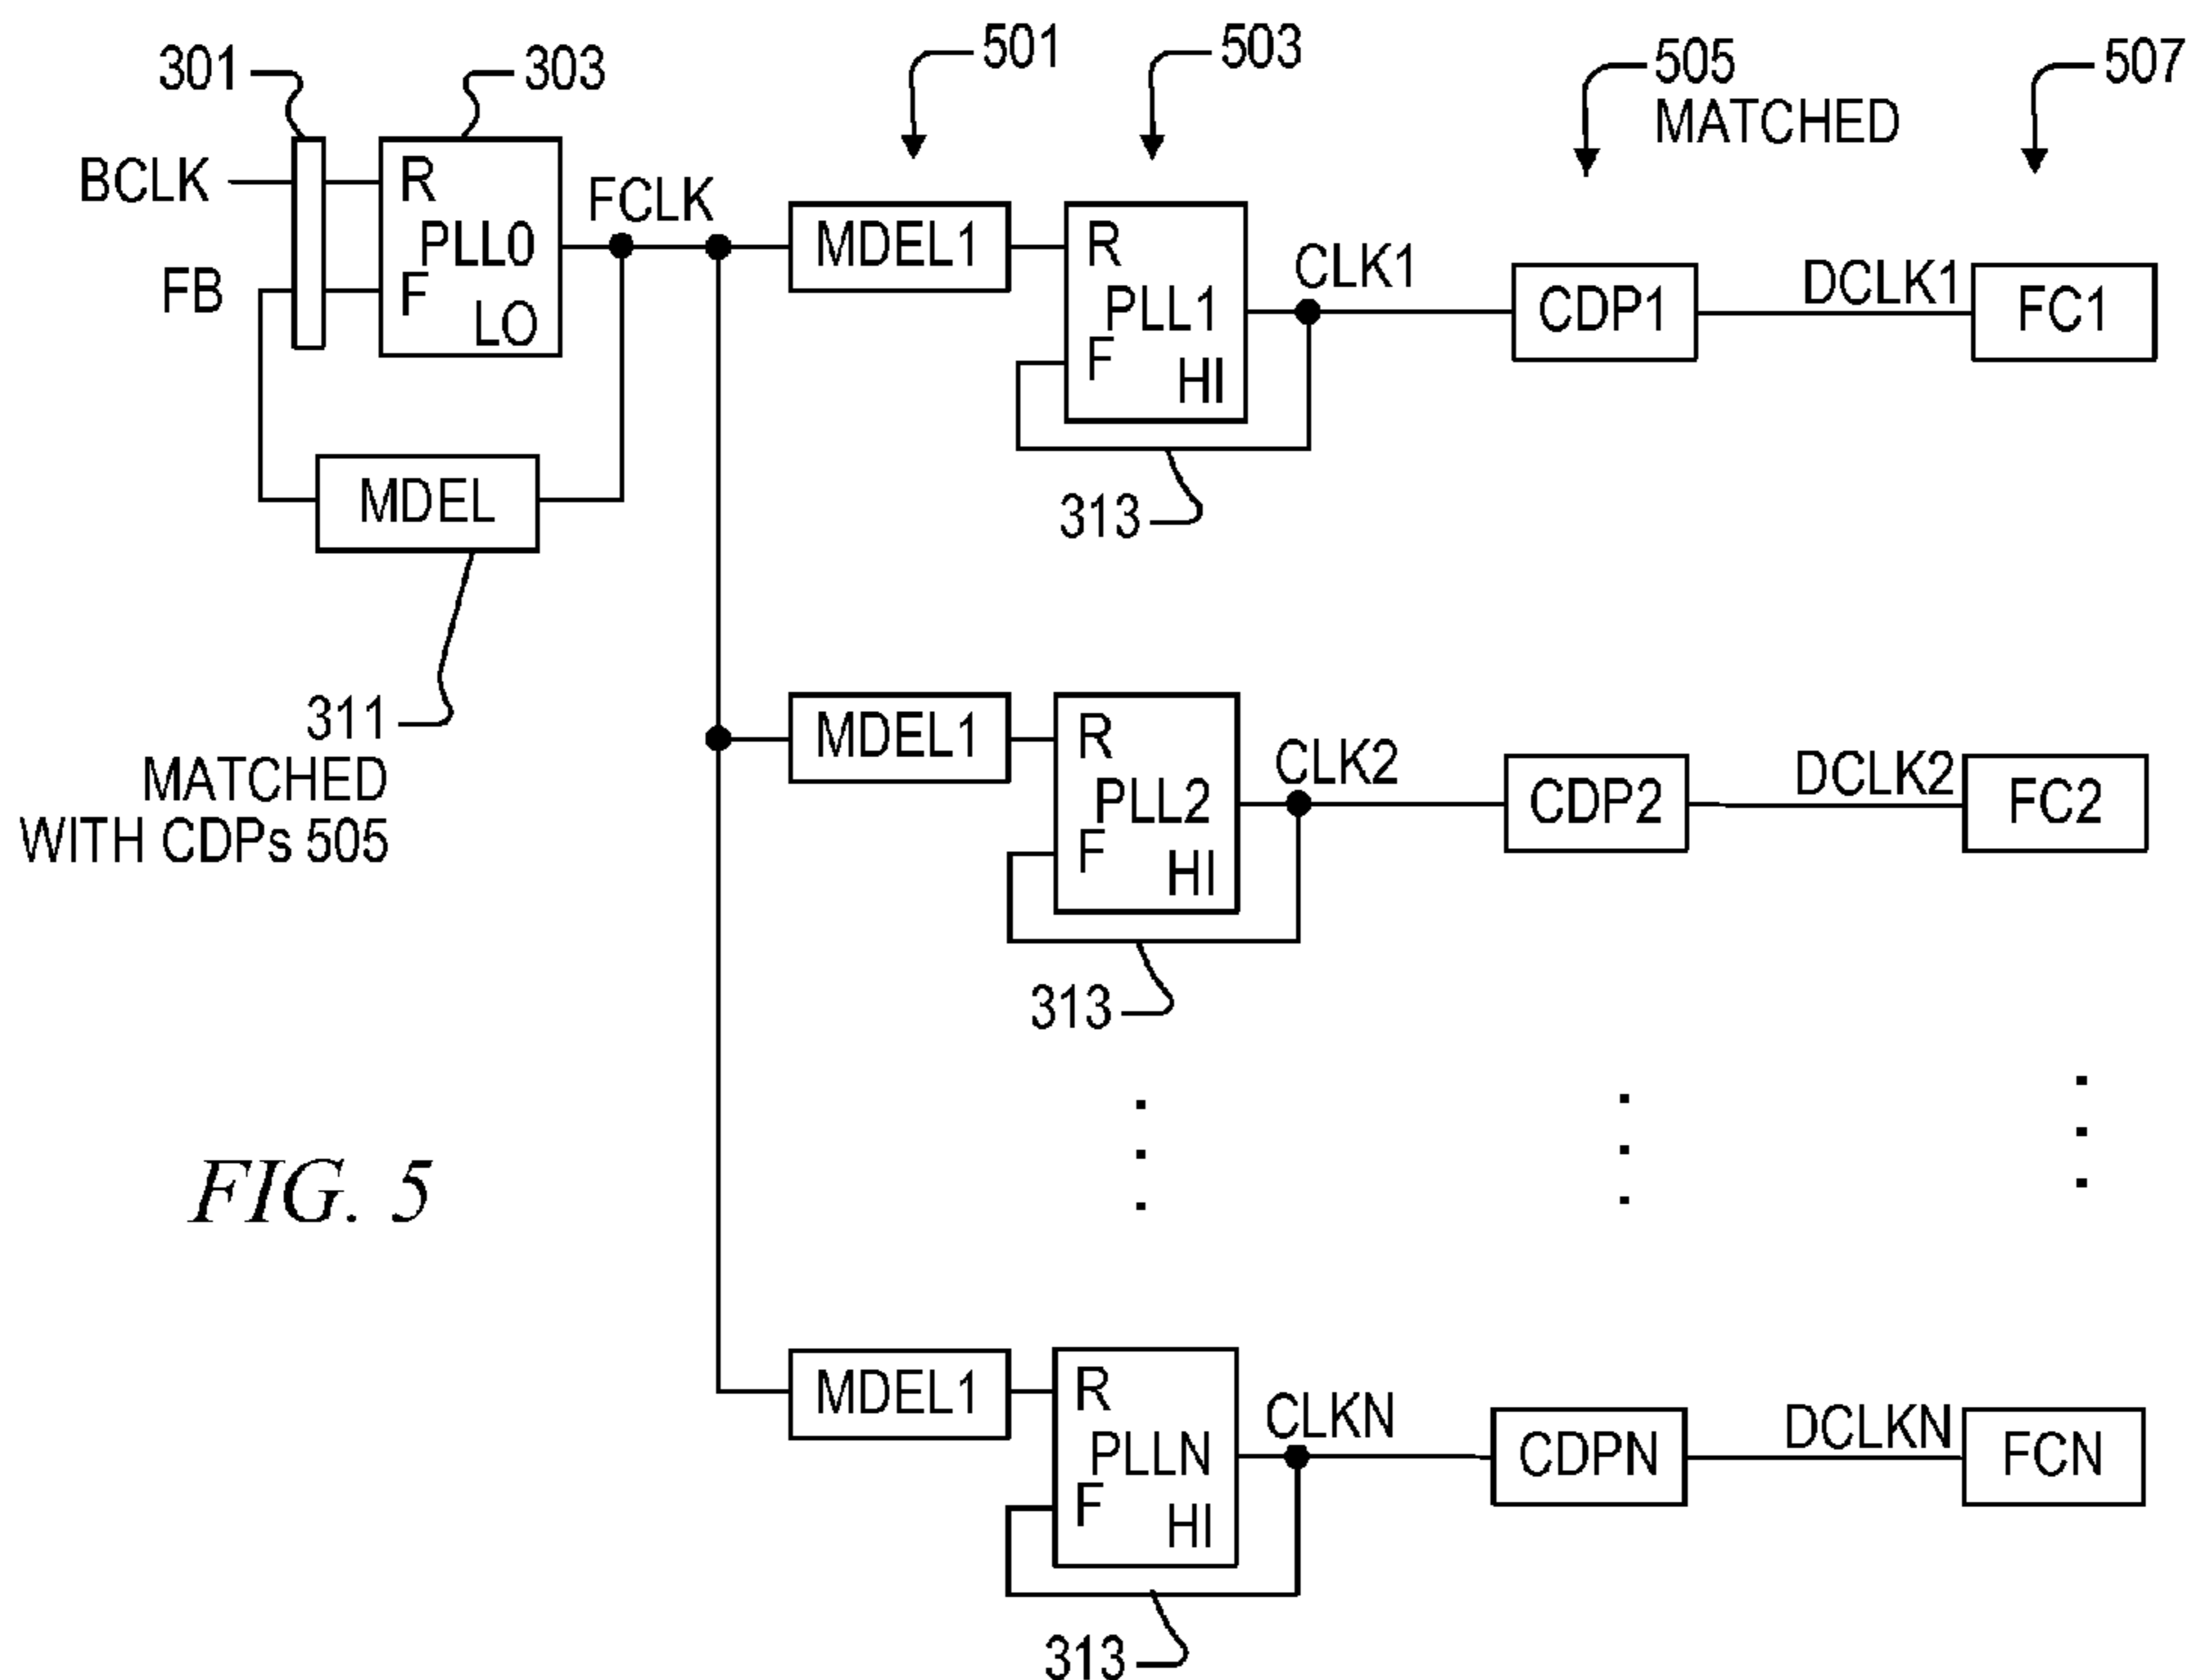 301
303
501
503
505
MATCHED
507
BCLK
R
PLL0
F
LO
FB
FCLK
MDEL
311
MATCHED
WITH CDPs 505
MDEL1
R
PLL1
F
HI
CLK1
313
CDP1
DCLK1
FC1
MDEL1
R
PLL2
F
HI
CLK2
313
CDP2
DCLK2
FC2
MDEL1
R
PLLN
F
HI
CLKN
313
CDPN
DCLKN
FCN
FIG. 5